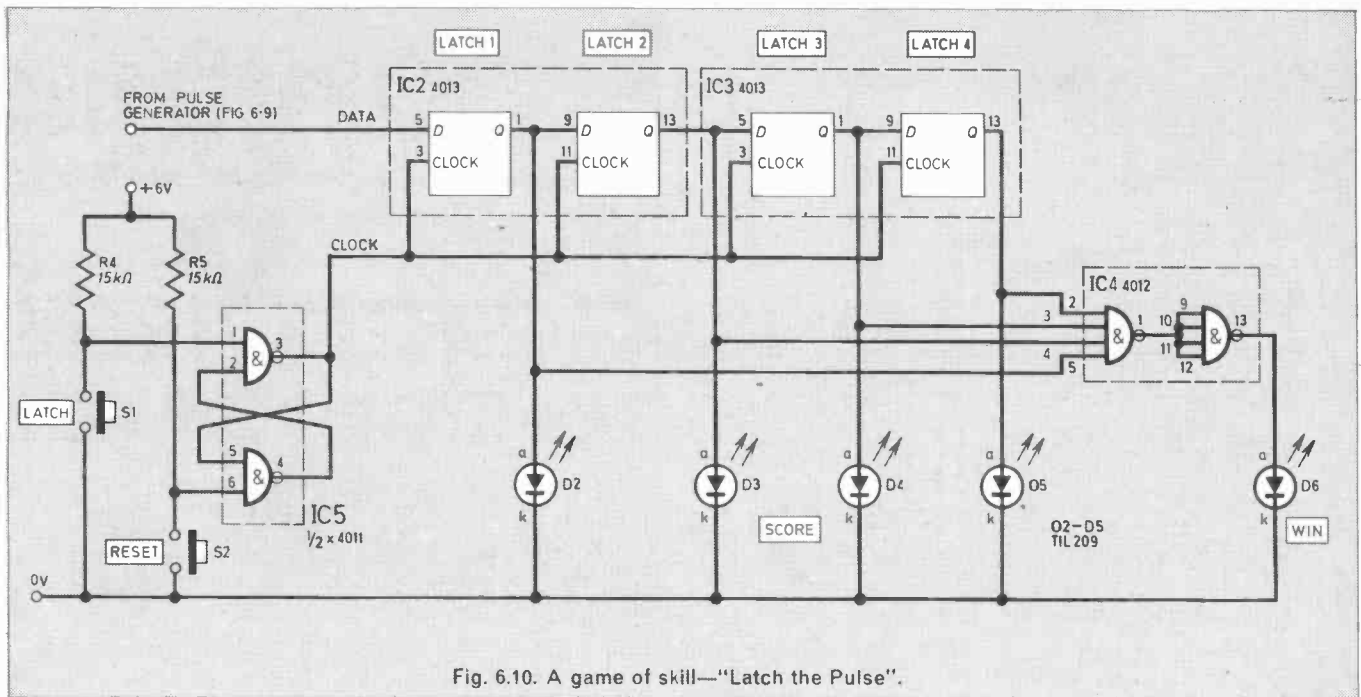 LATCH 1 LATCH 2 LATCH 3 LATCH 4
IC2 4013 IC3 4013
FROM PULSE
GENERATOR (FIG 6·9)
DATA
5 D Q 1 9 D Q 13 5 D Q 1 9 D Q 13
3 CLOCK 11 CLOCK 3 CLOCK 11 CLOCK
+6V
CLOCK
R4
15kΩ
R5
15kΩ
IC4 4012
2
3
4
5
1
9
10
11
12
13
1
2
3
5
6
4
LATCH S1
IC5
½ x 4011
RESET S2
a a a a a
D2 D3 D4 D5 D6
k k k k k
SCORE
O2-D5
TIL 209
WIN
0V
Fig. 6.10. A game of skill—"Latch the Pulse".